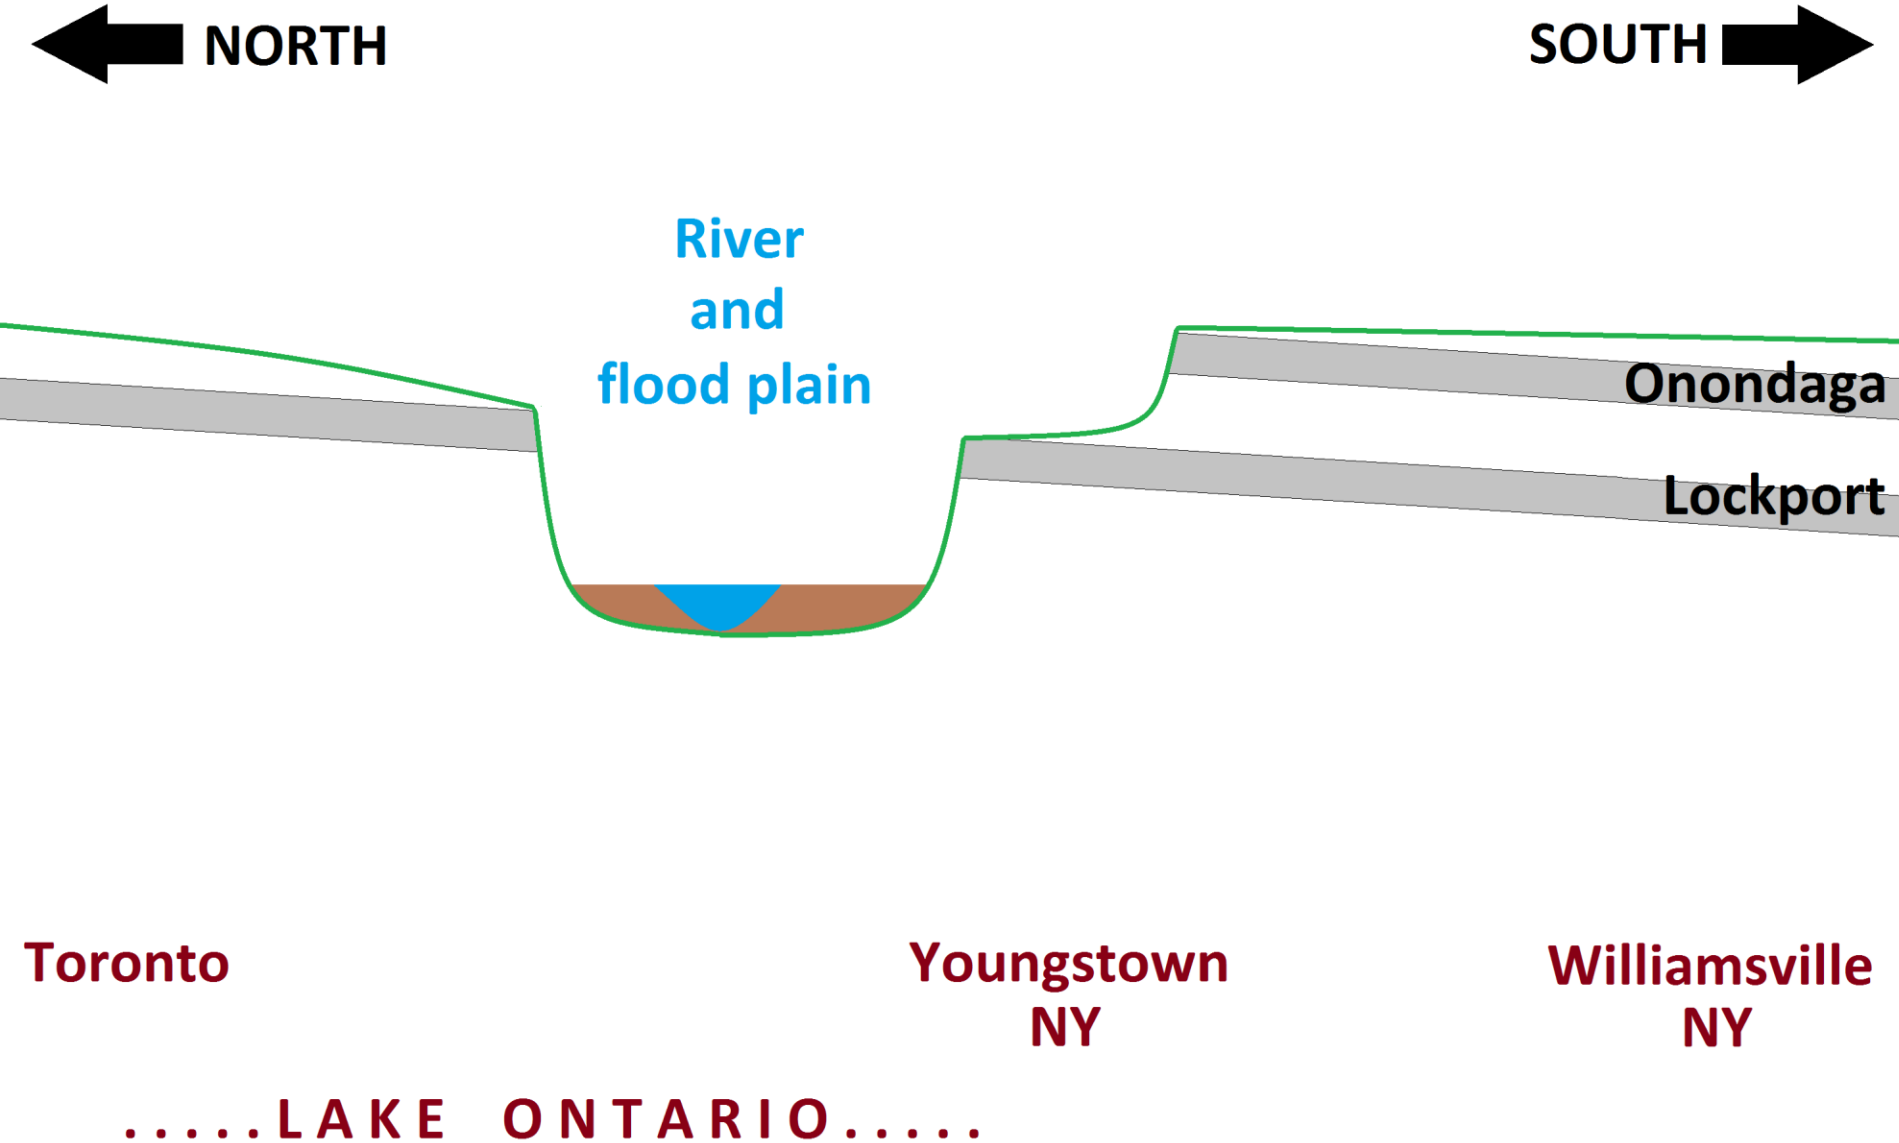 NORTH
SOUTH
River
and
flood plain
Onondaga
Lockport
Toronto
Youngstown
NY
Williamsville
NY
.....LAKE ONTARIO.....